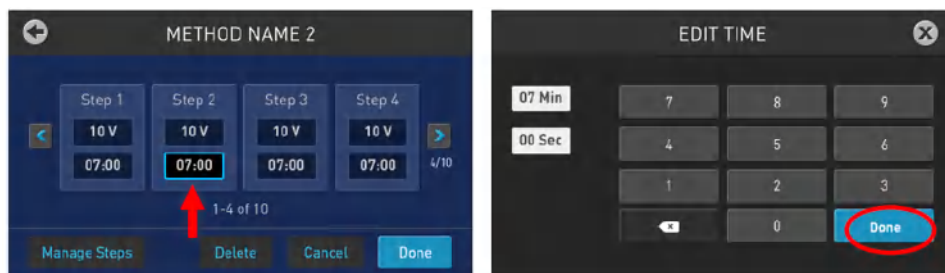 METHOD NAME 2
Step 1 Step 2 Step 3 Step 4
10 V 10 V 10 V 10 V
07:00 07:00 07:00 07:00 4/10
1-4 of 10
Manage Steps Delete Cancel Done
EDIT TIME
07 Min 7 8 9
00 Sec 4 5 6
1 2 3
0 Done